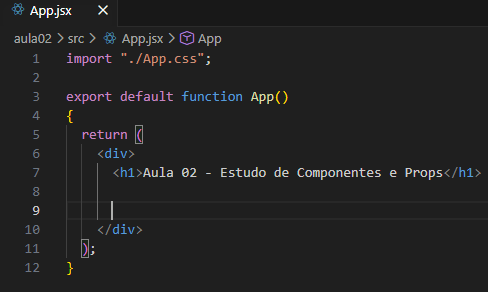 App.jsx
aula02 > src > App.jsx > App
1 import "./App.css";
2
3 export default function App()
4 {
5   return (
6     <div>
7       <h1>Aula 02 - Estudo de Componentes e Props</h1>
8
9
10     </div>
11   );
12 }